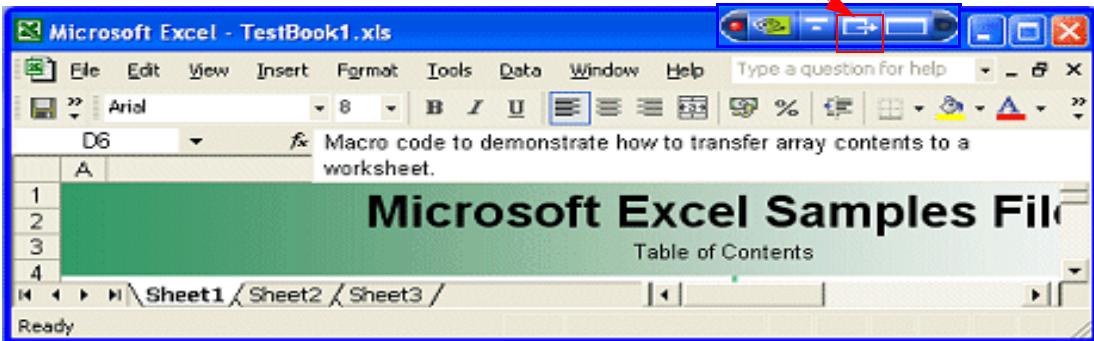 Microsoft Excel - TestBook1.xls
File Edit View Insert Format Tools Data Window Help Type a question for help
Arial 8 B I U %
D6 fx Macro code to demonstrate how to transfer array contents to a
worksheet.
A
1
2 Microsoft Excel Samples
3 Table of Contents
4
Sheet1 Sheet2 Sheet3
Ready